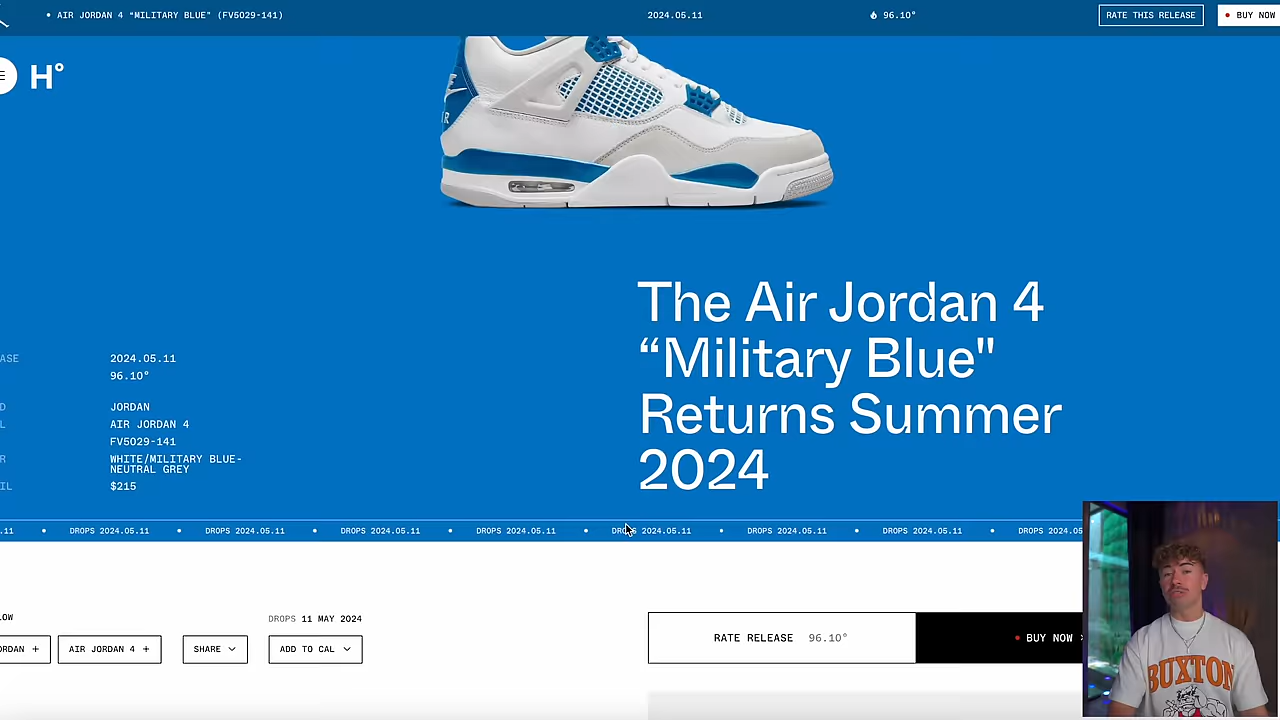 AIR JORDAN 4 “MILITARY BLUE” (FV5029-141)
2024.05.11
96.10°
RATE THIS RELEASE
BUY NOW
H°
R
The Air Jordan 4
“Military Blue"
Returns Summer
2024
ASE 2024.05.11
96.10°
D JORDAN
L AIR JORDAN 4
FV5029-141
R WHITE/MILITARY BLUE-
NEUTRAL GREY
IL $215
.11 DROPS 2024.05.11 DROPS 2024.05.11 DROPS 2024.05.11 DROPS 2024.05.11 DROPS 2024.05.11 DROPS 2024.05.11 DROPS 2024.05.11 DROPS 2024.05
LOW
DROPS 11 MAY 2024
ORDAN +
AIR JORDAN 4 +
SHARE
ADD TO CAL
RATE RELEASE 96.10°
BUY NOW
BUXTON